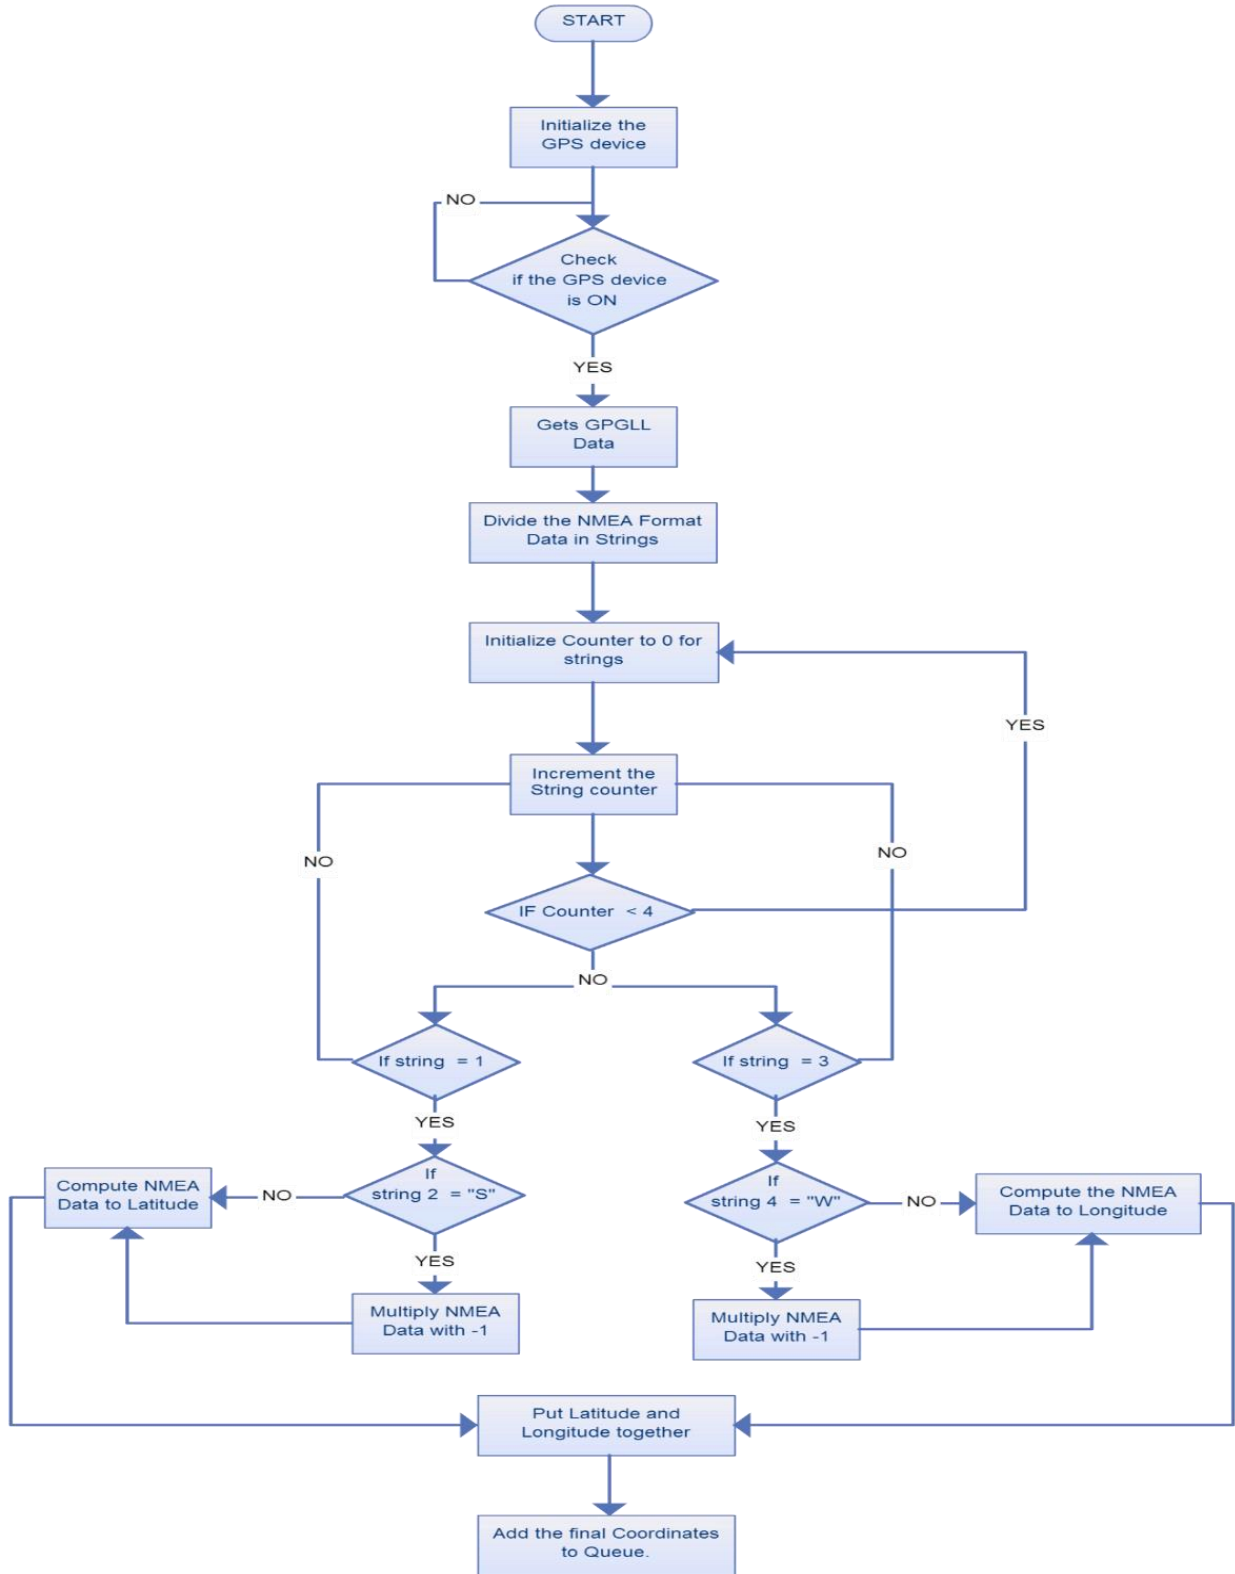 START
Initialize the
GPS device
NO
Check
if the GPS device
is ON
YES
Gets GPGLL
Data
Divide the NMEA Format
Data in Strings
Initialize Counter to 0 for
strings
YES
Increment the
String counter
NO
NO
IF Counter < 4
NO
If string = 1
If string = 3
YES
YES
If
string 2 = "S"
If
string 4 = "W"
NO
Compute NMEA
Data to Latitude
NO
Compute the NMEA
Data to Longitude
YES
YES
Multiply NMEA
Data with -1
Multiply NMEA
Data with -1
Put Latitude and
Longitude together
Add the final Coordinates
to Queue.